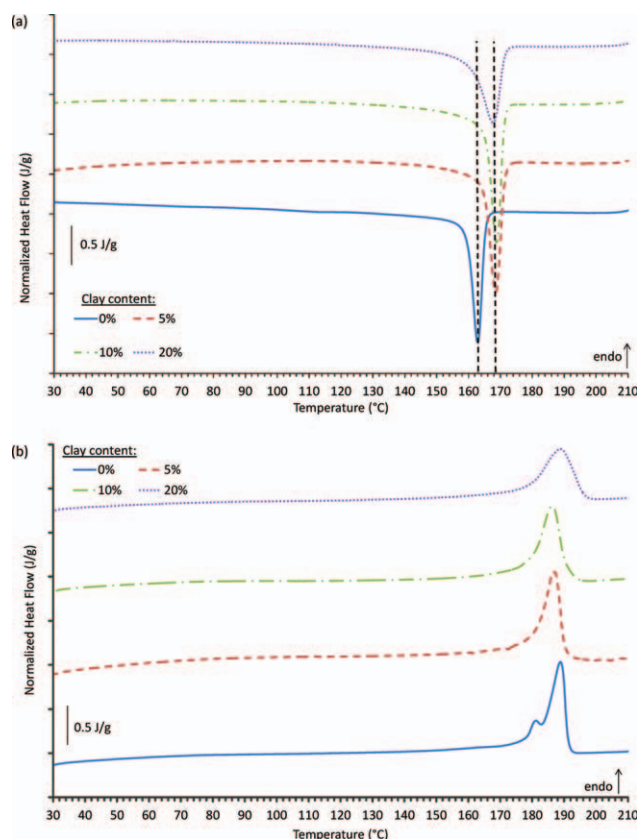 (a)
Normalized Heat Flow (J/g)
0.5 J/g
Clay content:
0% 5%
10% 20%
endo
30 40 50 60 70 80 90 100 110 120 130 140 150 160 170 180 190 200 210
Temperature (°C)
(b)
Clay content:
0% 5%
10% 20%
Normalized Heat Flow (J/g)
0.5 J/g
endo
30 40 50 60 70 80 90 100 110 120 130 140 150 160 170 180 190 200 210
Temperature (°C)